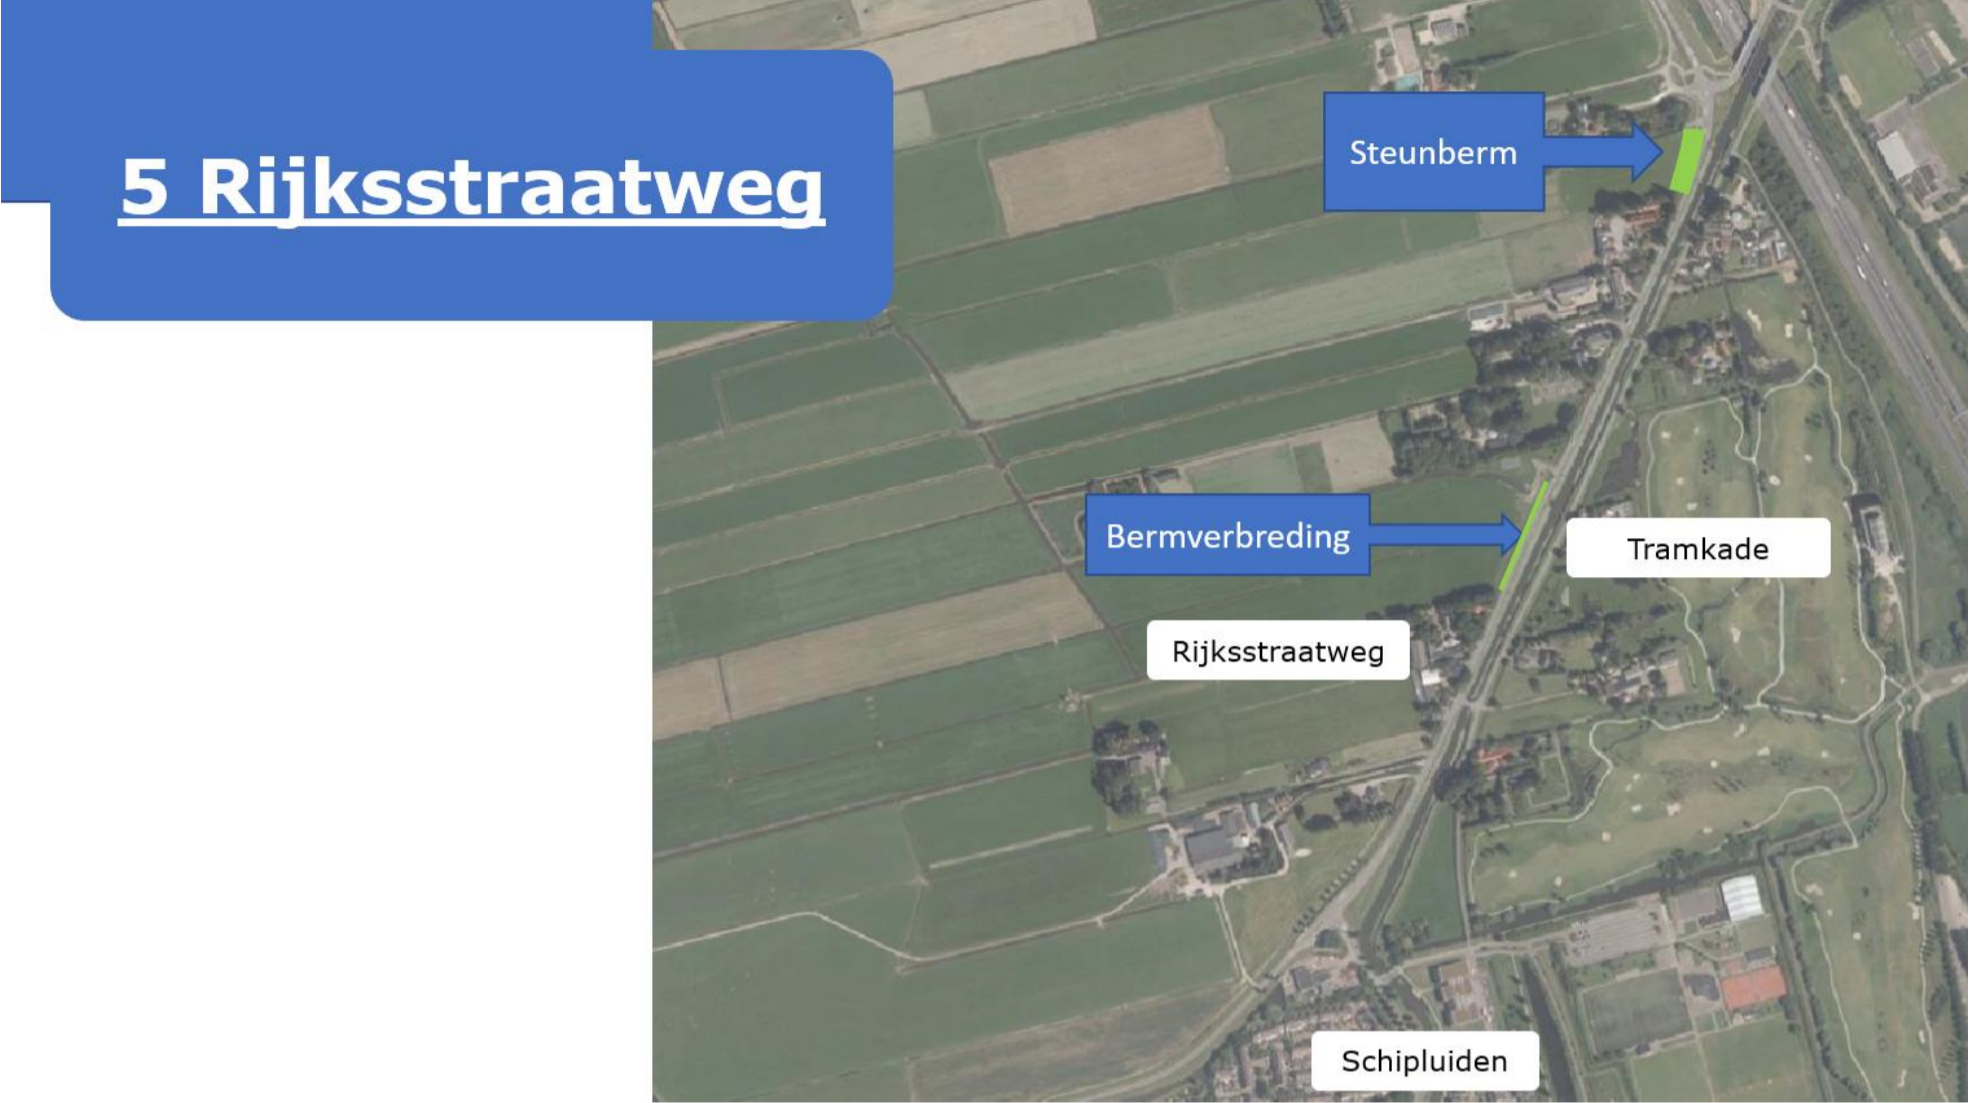 5 Rijksstraatweg
Steunberm
Bermverbreding
Tramkade
Rijksstraatweg
Schipluiden